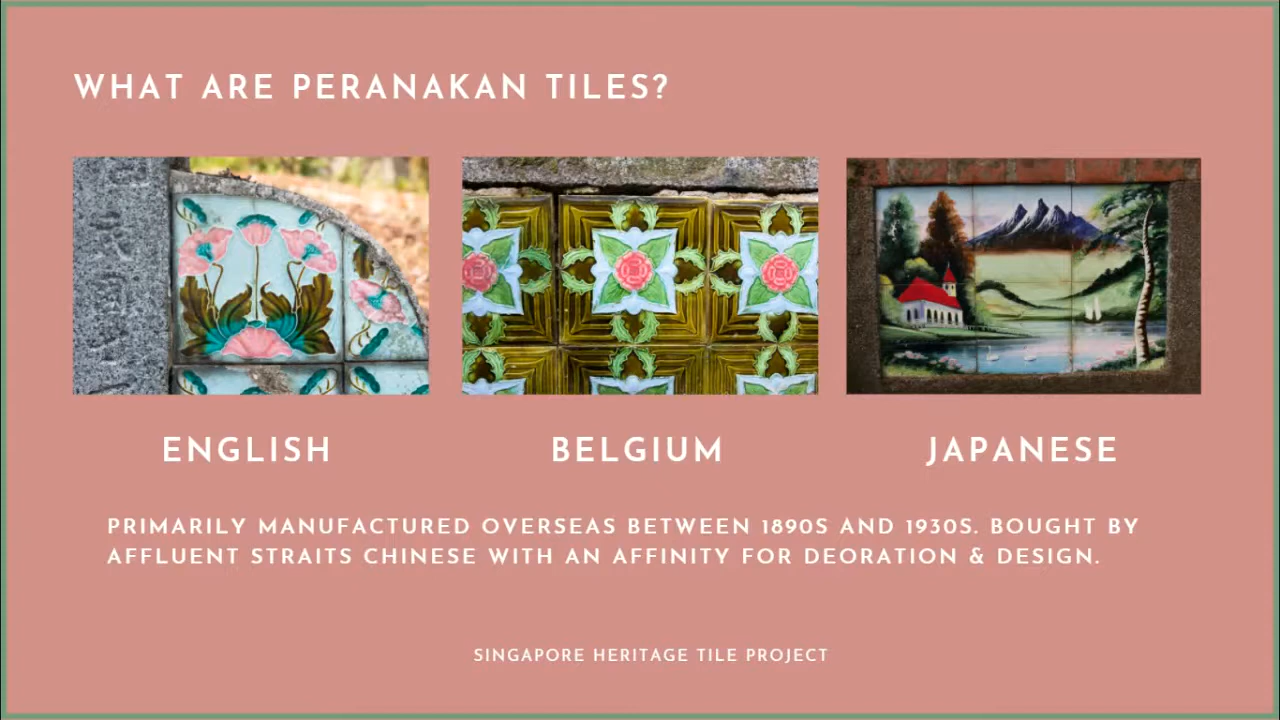 WHAT ARE PERANAKAN TILES?
ENGLISH
BELGIUM
JAPANESE
PRIMARILY MANUFACTURED OVERSEAS BETWEEN 1890S AND 1930S. BOUGHT BY
AFFLUENT STRAITS CHINESE WITH AN AFFINITY FOR DEORATION & DESIGN.
SINGAPORE HERITAGE TILE PROJECT